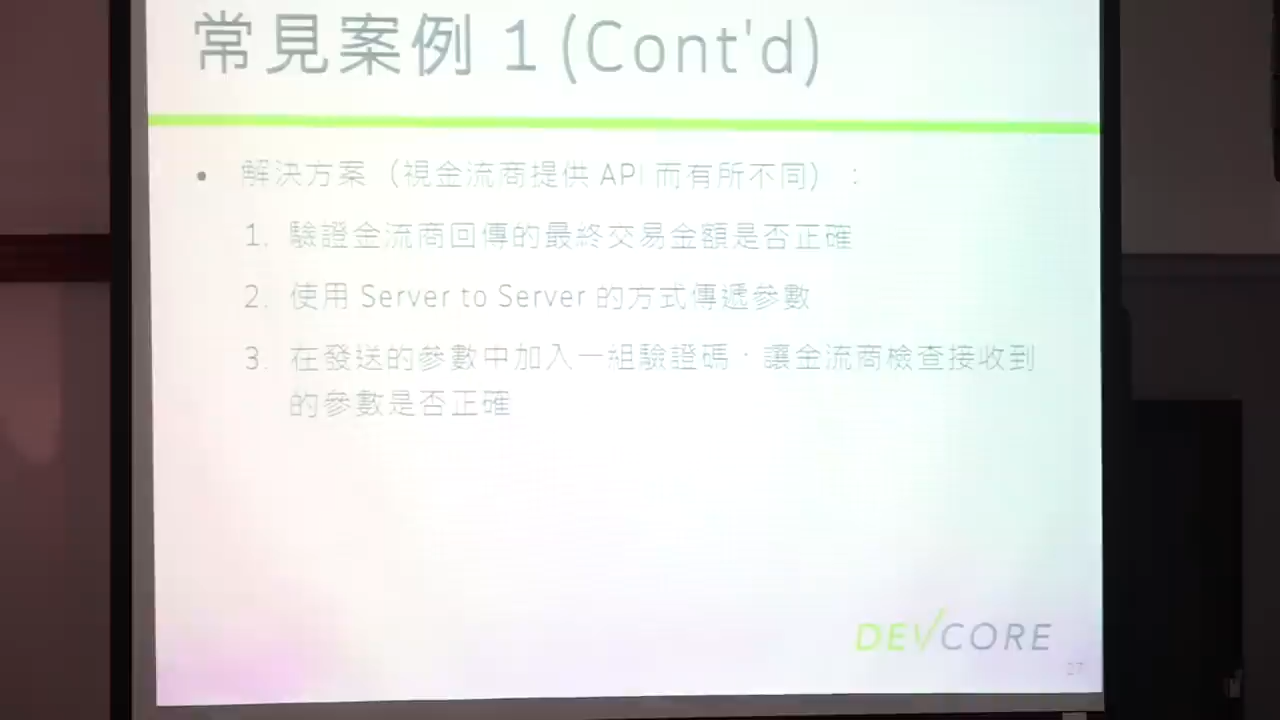 常見案例 1 (Cont'd)
• 解決方案（視金流商提供 API 而有所不同）：
1. 驗證金流商回傳的最終交易金額是否正確
2. 使用 Server to Server 的方式傳遞參數
3. 在發送的參數中加入一組驗證碼，讓金流商檢查接收到
的參數是否正確
DEVCORE
27